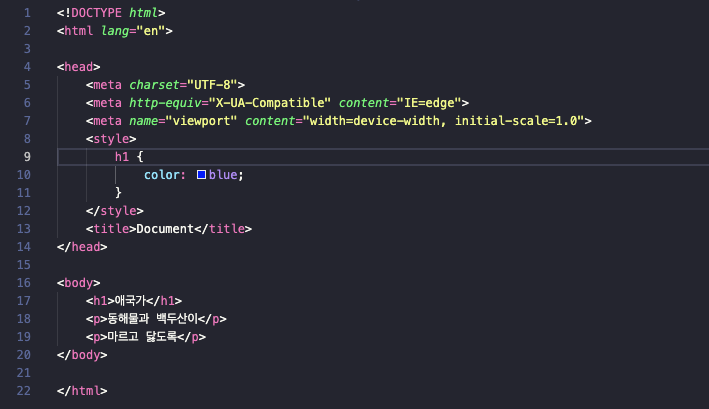 1 <!DOCTYPE html>
2 <html lang="en">
3
4 <head>
5     <meta charset="UTF-8">
6     <meta http-equiv="X-UA-Compatible" content="IE=edge">
7     <meta name="viewport" content="width=device-width, initial-scale=1.0">
8     <style>
9         h1 {
10             color: blue;
11         }
12     </style>
13     <title>Document</title>
14 </head>
15
16 <body>
17     <h1>애국가</h1>
18     <p>동해물과 백두산이</p>
19     <p>마르고 닳도록</p>
20 </body>
21
22 </html>